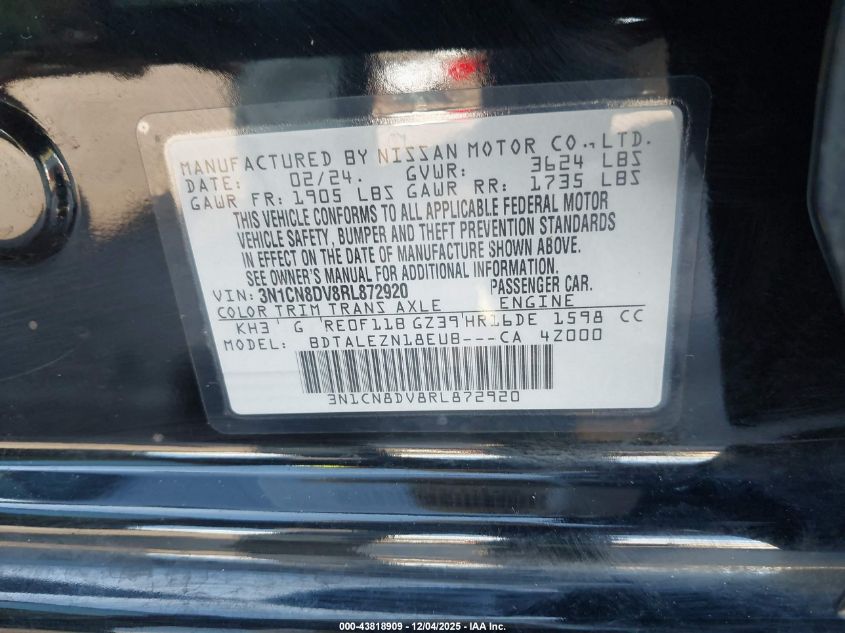 MANUFACTURED BY NISSAN MOTOR CO.,LTD.
DATE: 02/24. GVWR: 3624 LBS
GAWR FR: 1905 LBS GAWR RR: 1735 LBS
THIS VEHICLE CONFORMS TO ALL APPLICABLE FEDERAL MOTOR
VEHICLE SAFETY, BUMPER AND THEFT PREVENTION STANDARDS
IN EFFECT ON THE DATE OF MANUFACTURE SHOWN ABOVE.
SEE OWNER'S MANUAL FOR ADDITIONAL INFORMATION.
VIN: 3N1CN8DV8RL872920 PASSENGER CAR.
COLOR TRIM TRANS AXLE ENGINE
KH3 G RE0F11B GZ39 HR16DE 1598 CC
MODEL: BDTALEZN18EUB---CA 4Z000
3N1CN8DV8RL872920
000-43818909 - 12/04/2025 - IAA Inc.